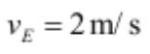 v_E = 2 m/s